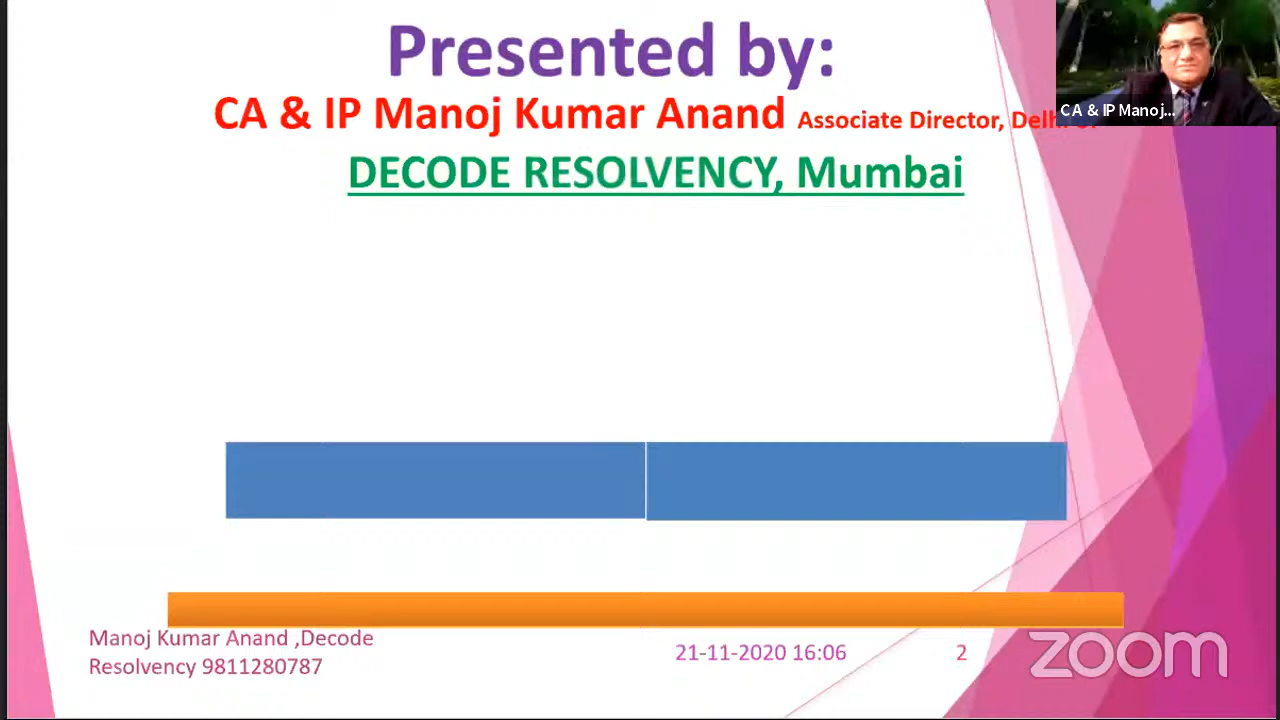 Presented by:
CA & IP Manoj Kumar Anand Associate Director,
DECODE RESOLVENCY, Mumbai
CA & IP Manoj...
Manoj Kumar Anand ,Decode
Resolvency 9811280787
21-11-2020 16:06
2
zoom